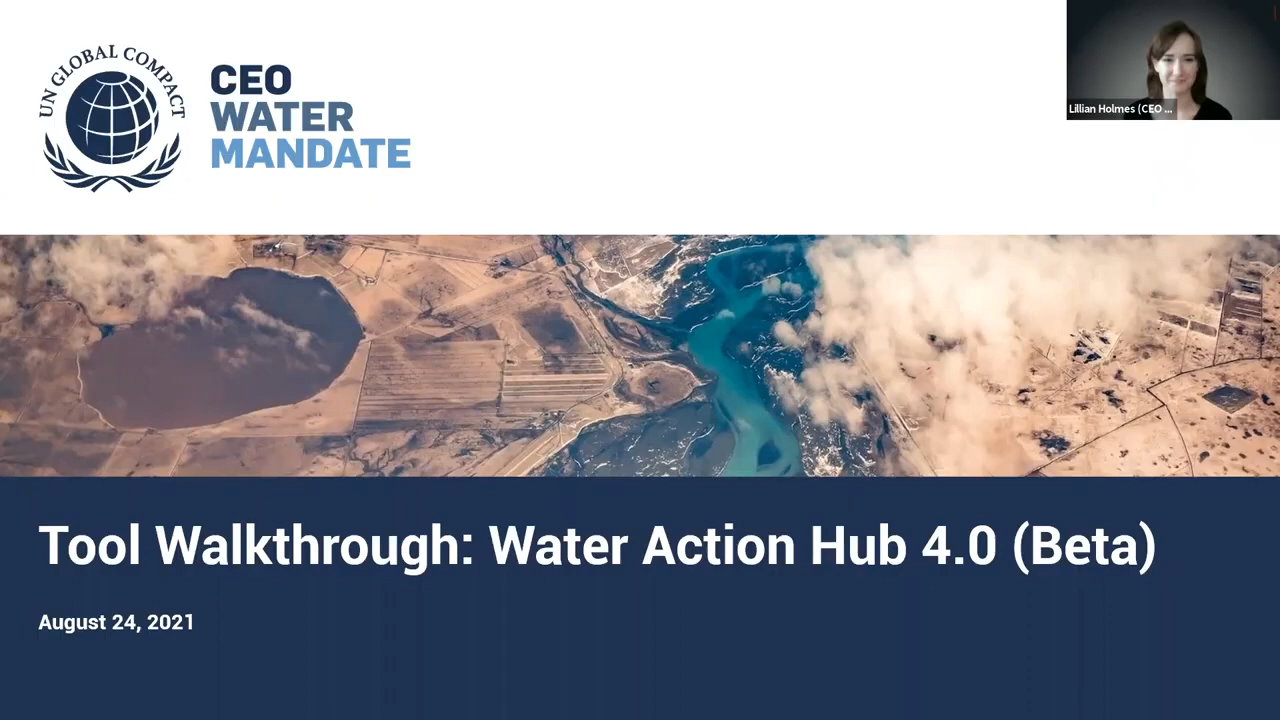 UN GLOBAL COMPACT
CEO
WATER
MANDATE
Lillian Holmes (CEO ...
Tool Walkthrough: Water Action Hub 4.0 (Beta)
August 24, 2021